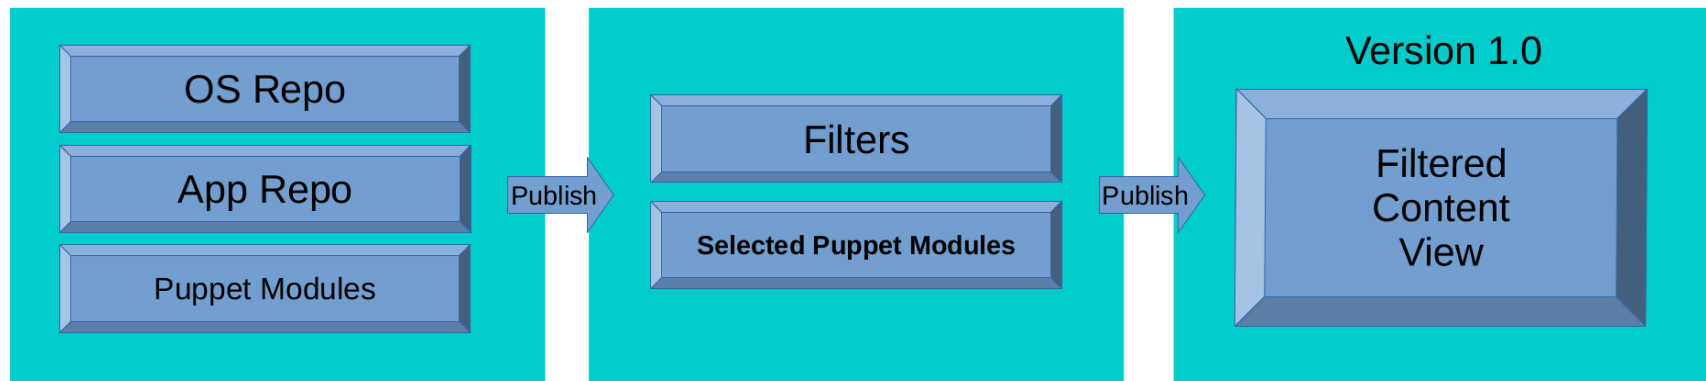 OS Repo
App Repo
Puppet Modules
Publish
Filters
Selected Puppet Modules
Publish
Version 1.0
Filtered
Content
View